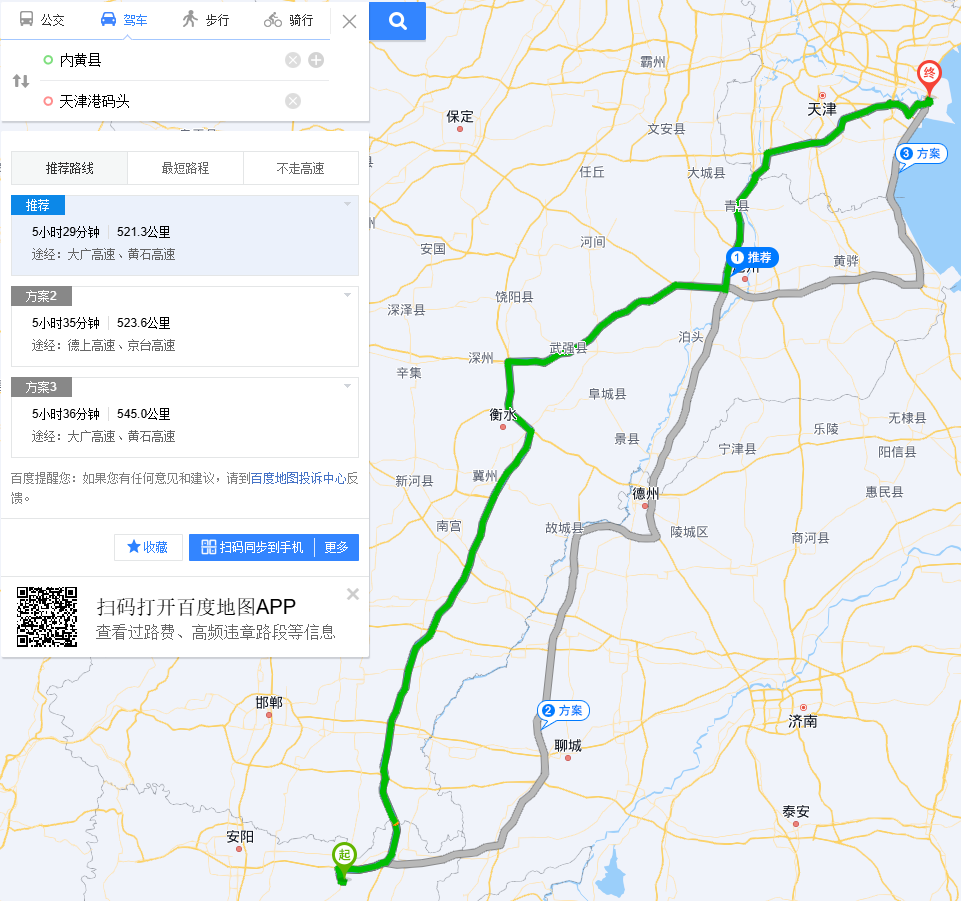 公交
驾车
步行
骑行
内黄县
天津港码头
推荐路线
最短路程
不走高速
推荐
5小时29分钟 521.3公里
途经：大广高速、黄石高速
方案2
5小时35分钟 523.6公里
途经：德上高速、京台高速
方案3
5小时36分钟 545.0公里
途经：大广高速、黄石高速
百度提醒您：如果您有任何意见和建议，请到百度地图投诉中心反
馈。
收藏
扫码同步到手机
更多
扫码打开百度地图APP
查看过路费、高频违章路段等信息
霸州
终
天津
保定
文安县
3 方案
任丘
大城县
青县
安国
河间
黄骅
1 推荐
饶阳县
深泽县
泊头
武强县
深州
辛集
阜城县
衡水
无棣县
乐陵
景县
宁津县
阳信县
冀州
新河县
德州
惠民县
南宫
故城县
陵城区
商河县
邯郸
2 方案
济南
聊城
泰安
安阳
起